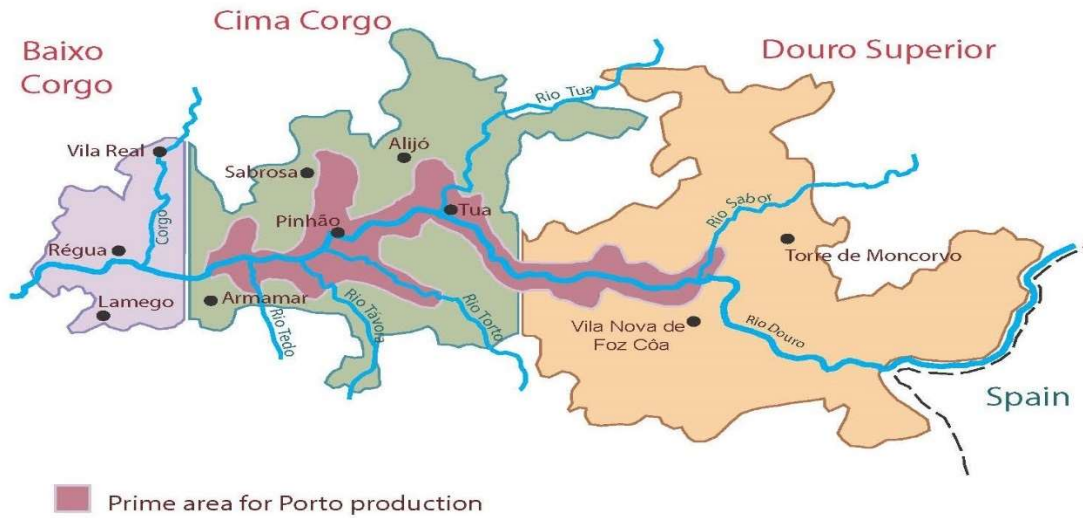 Cima Corgo
Baixo
Corgo
Douro Superior
Rio Tua
Vila Real
Alijó
Sabrosa
Corgo
Pinhão
Tua
Rio Sabor
Régua
Torre de Moncorvo
Lamego
Armamar
Rio Tedo
Rio Távora
Rio Torto
Vila Nova de
Foz Côa
Rio Douro
Spain
Prime area for Porto production